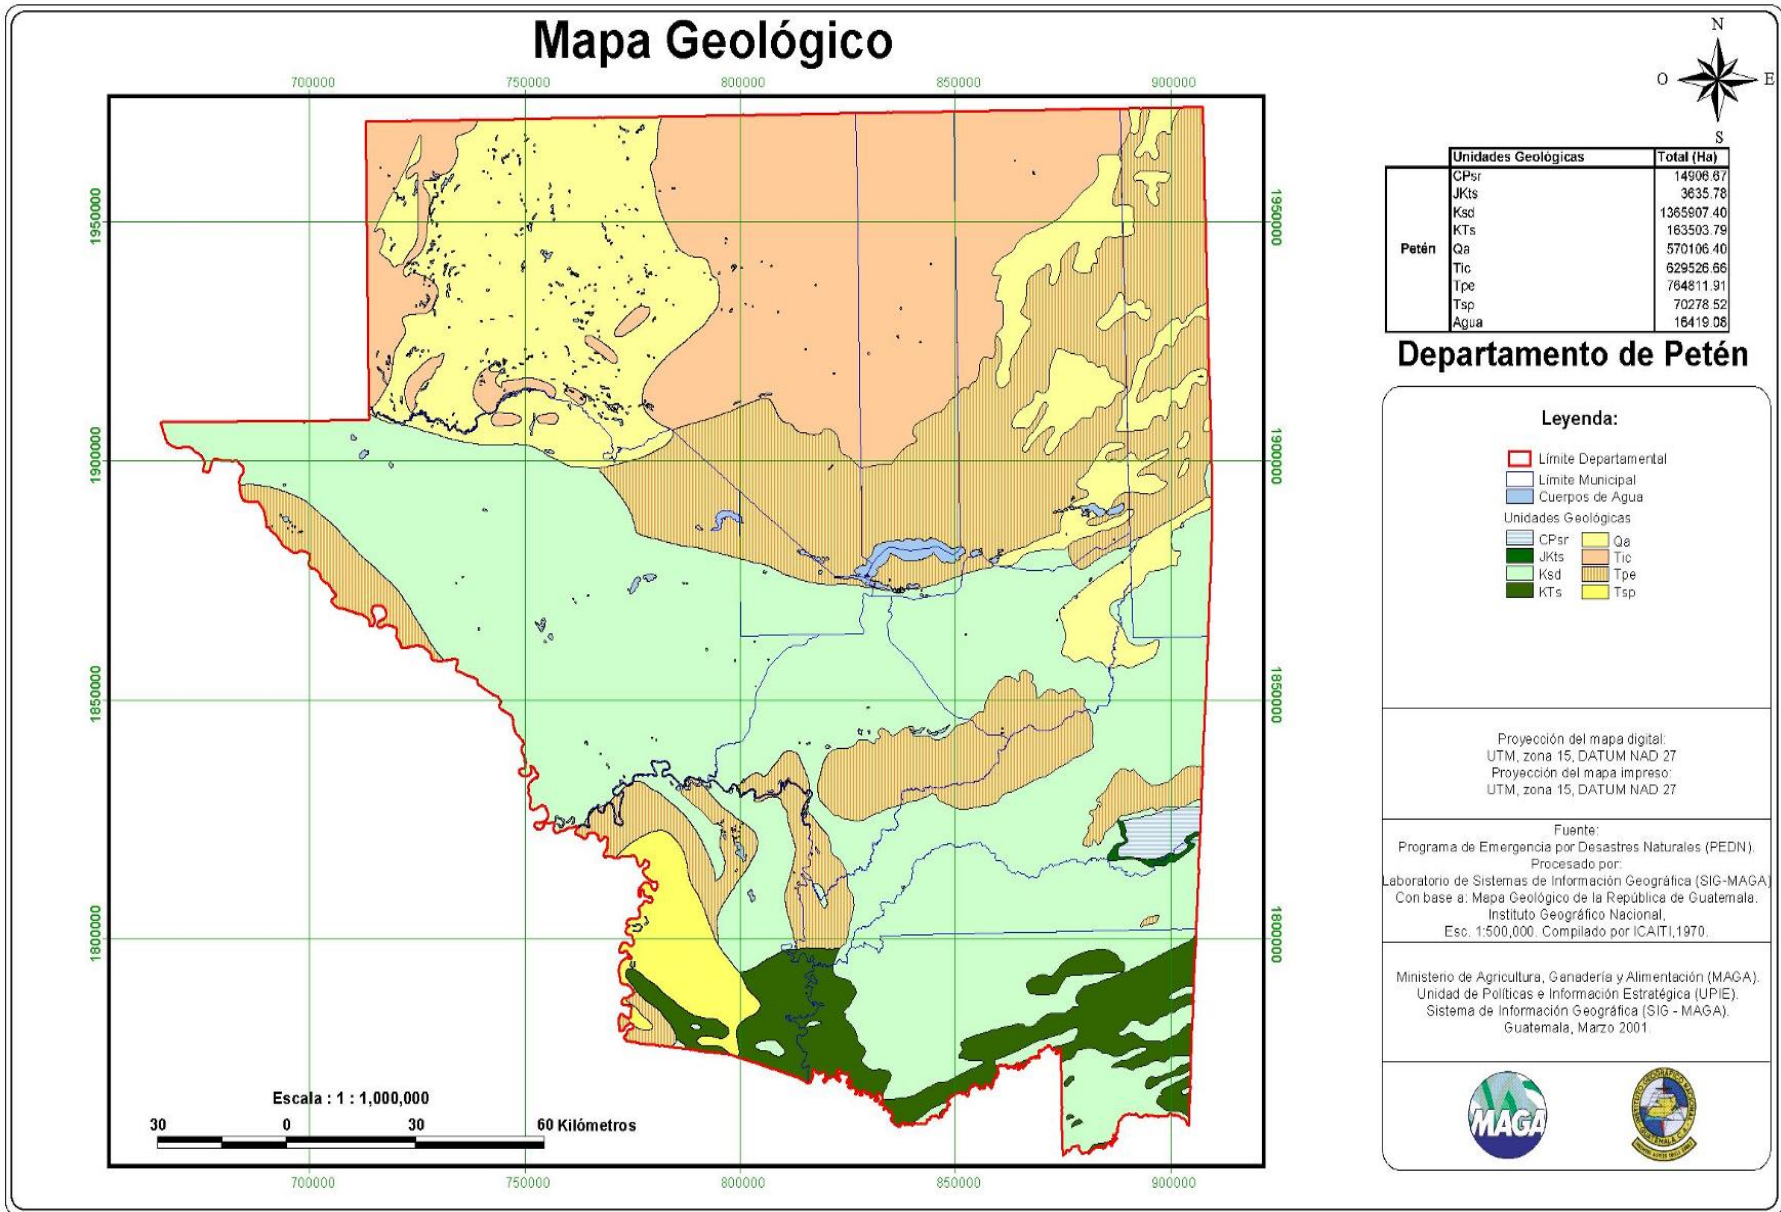 Mapa Geológico
N
O E
S
700000 750000 800000 850000 900000
1950000 1950000
1900000 1900000
1850000 1850000
1800000 1800000
700000 750000 800000 850000 900000
Escala : 1 : 1,000,000
30 0 30 60 Kilómetros
Unidades Geológicas Total (Ha)
Petén
CPsr 14906.67
JKts 3635.78
Ksd 1365907.40
KTs 163503.79
Qa 570106.40
Tic 629526.66
Tpe 764811.91
Tsp 70278.52
Agua 16419.08
Departamento de Petén
Leyenda:
Límite Departamental
Límite Municipal
Cuerpos de Agua
Unidades Geológicas
CPsr Qa
JKts Tic
Ksd Tpe
KTs Tsp
Proyección del mapa digital:
UTM, zona 15, DATUM NAD 27
Proyección del mapa impreso:
UTM, zona 15, DATUM NAD 27
Fuente:
Programa de Emergencia por Desastres Naturales (PEDN).
Procesado por:
Laboratorio de Sistemas de Información Geográfica (SIG-MAGA)
Con base a: Mapa Geológico de la República de Guatemala.
Instituto Geográfico Nacional,
Esc. 1:500,000. Compilado por ICAITI,1970.
Ministerio de Agricultura, Ganadería y Alimentación (MAGA).
Unidad de Políticas e Información Estratégica (UPIE).
Sistema de Información Geográfica (SIG - MAGA).
Guatemala, Marzo 2001.
MAGA